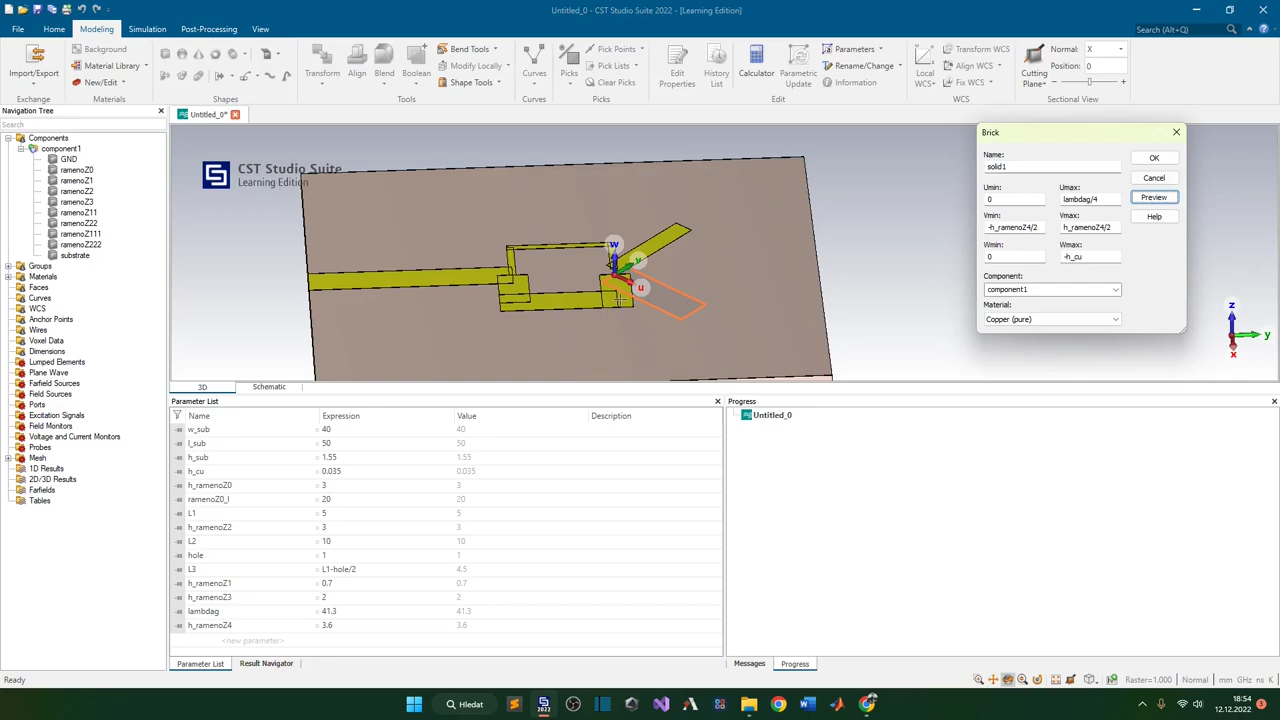 Untitled_0 - CST Studio Suite 2022 - [Learning Edition]
File Home Modeling Simulation Post-Processing View
Search (Alt+Q)
Import/Export
Exchange
Background
Material Library
New/Edit
Materials
Shapes
Transform
Align
Blend
Boolean
Bend Tools
Modify Locally
Shape Tools
Tools
Curves
Curves
Picks
Pick Points
Pick Lists
Clear Picks
Picks
Edit
Properties
History
List
Calculator
Parametric
Update
Parameters
Rename/Change
Information
Edit
Local
WCS
Transform WCS
Align WCS
Fix WCS
WCS
Cutting
Plane
Normal: X
Position: 0
Sectional View
Navigation Tree
Search
Components
component1
GND
ramenoZ0
ramenoZ1
ramenoZ2
ramenoZ3
ramenoZ11
ramenoZ22
ramenoZ111
ramenoZ222
substrate
Groups
Materials
Faces
Curves
WCS
Anchor Points
Wires
Voxel Data
Dimensions
Lumped Elements
Plane Wave
Farfield Sources
Field Sources
Ports
Excitation Signals
Field Monitors
Voltage and Current Monitors
Probes
Mesh
1D Results
2D/3D Results
Farfields
Tables
Untitled_0*
CST Studio Suite
Learning Edition
w
v
u
z
y
x
Brick
Name:
solid1
OK
Cancel
Preview
Help
Umin: Umax:
0 lambdag/4
Vmin: Vmax:
-h_ramenoZ4/2 h_ramenoZ4/2
Wmin: Wmax:
0 -h_cu
Component:
component1
Material:
Copper (pure)
3D Schematic
Parameter List
Name Expression Value Description
w_sub = 40 40
l_sub = 50 50
h_sub = 1.55 1.55
h_cu = 0.035 0.035
h_ramenoZ0 = 3 3
ramenoZ0_l = 20 20
L1 = 5 5
h_ramenoZ2 = 3 3
L2 = 10 10
hole = 1 1
L3 = L1-hole/2 4.5
h_ramenoZ1 = 0.7 0.7
h_ramenoZ3 = 2 2
lambdag = 41.3 41.3
h_ramenoZ4 = 3.6 3.6
<new parameter>
Parameter List Result Navigator
Progress
Untitled_0
Messages Progress
Ready
Raster=1.000 Normal mm GHz ns K
Hledat
18:54
12.12.2022